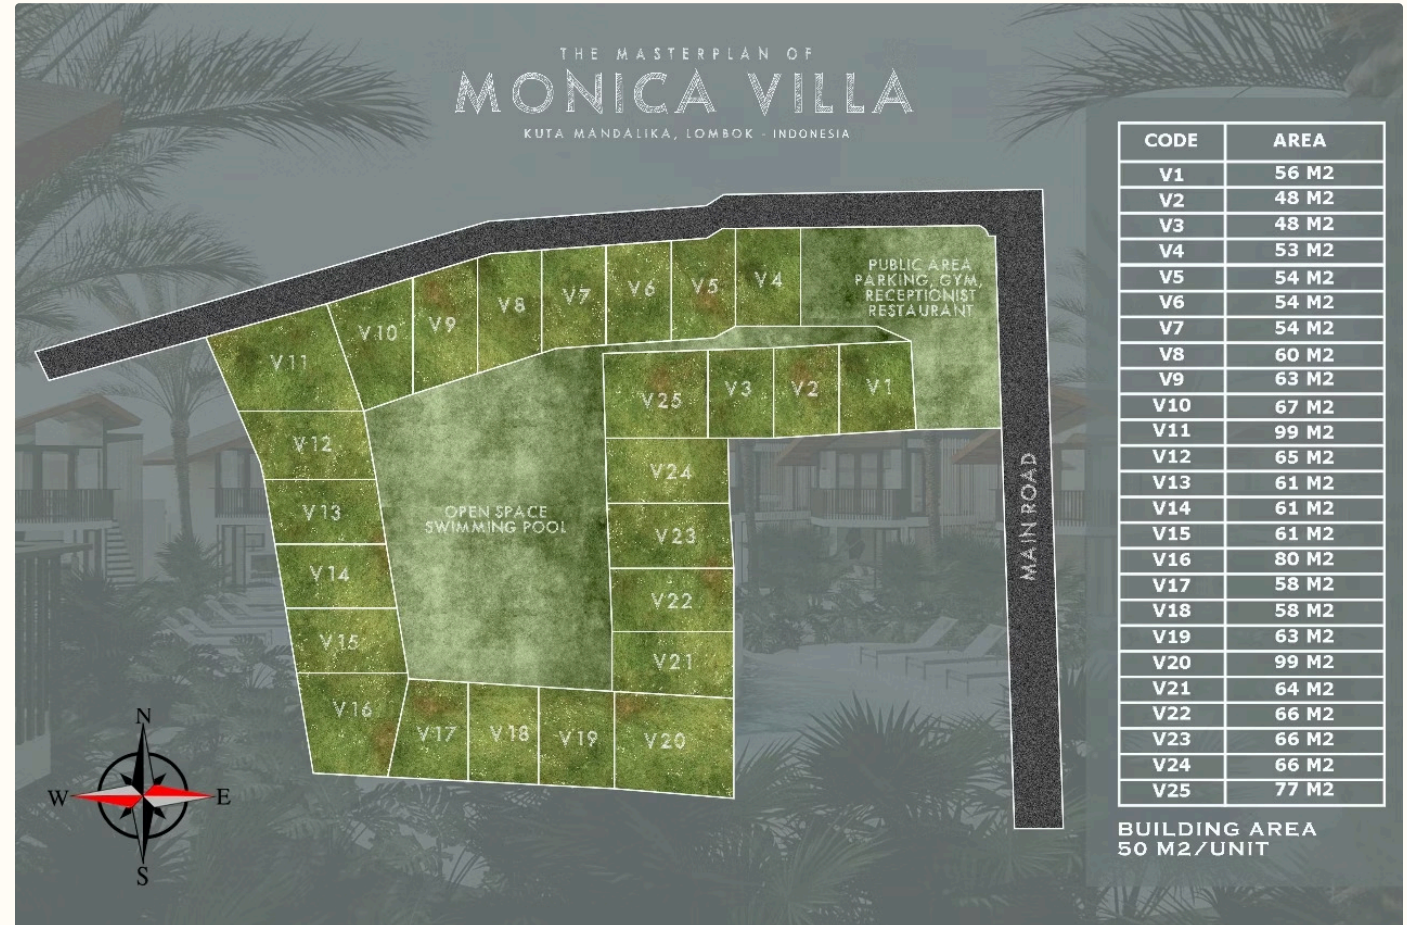 THE MASTERPLAN OF
MONICA VILLA
KUTA MANDALIKA, LOMBOK - INDONESIA
CODE AREA
V1 56 M2
V2 48 M2
V3 48 M2
V4 53 M2
V5 54 M2
V6 54 M2
V7 54 M2
V8 60 M2
V9 63 M2
V10 67 M2
V11 99 M2
V12 65 M2
V13 61 M2
V14 61 M2
V15 61 M2
V16 80 M2
V17 58 M2
V18 58 M2
V19 63 M2
V20 99 M2
V21 64 M2
V22 66 M2
V23 66 M2
V24 66 M2
V25 77 M2
BUILDING AREA
50 M2/UNIT
PUBLIC AREA
PARKING, GYM,
RECEPTIONIST
RESTAURANT
V11 V10 V9 V8 V7 V6 V5 V4
V25 V3 V2 V1
V12
V24
V13
OPEN SPACE
SWIMMING POOL
V23
V14
V22
V15
V21
V16 V17 V18 V19 V20
MAIN ROAD
N
W E
S